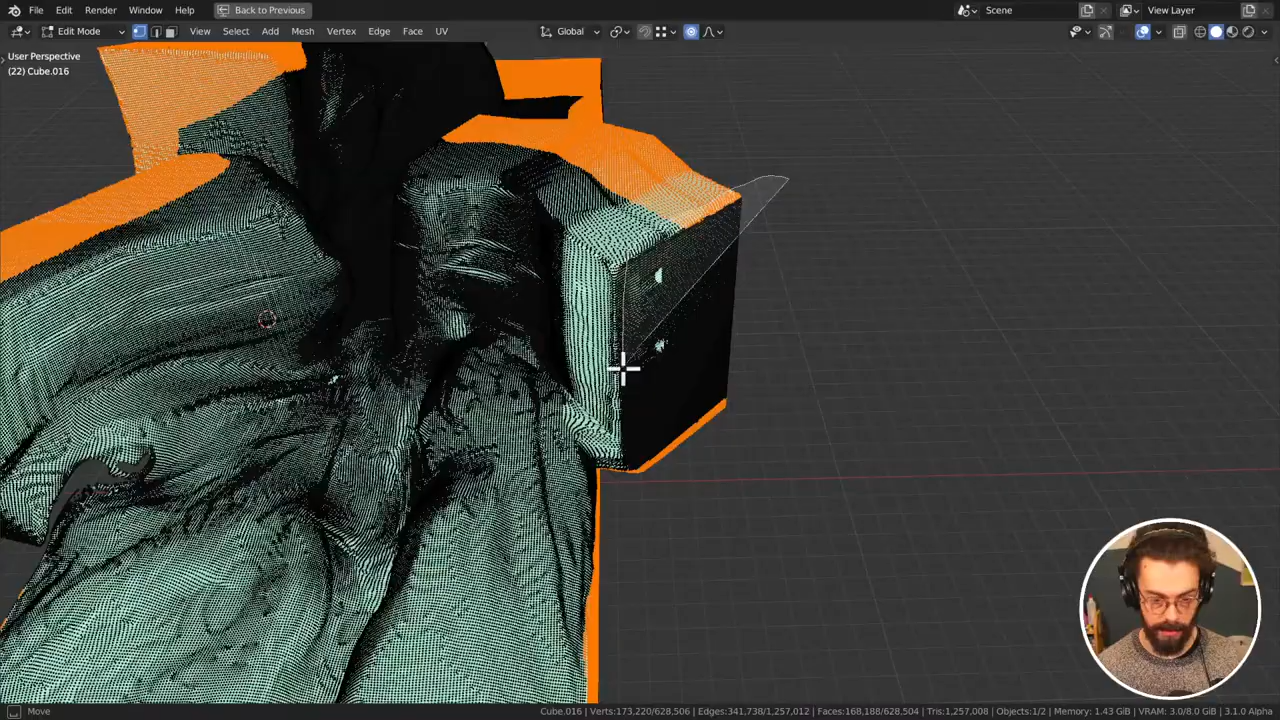 File Edit Render Window Help Back to Previous Scene View Layer
Edit Mode View Select Add Mesh Vertex Edge Face UV Global
User Perspective
(22) Cube.016
Move Cube.016 | Verts:173,220/628,506 | Edges:341,738/1,257,012 | Faces:168,188/628,504 | Tris:1,257,008 | Objects:1/2 | Memory: 1.43 GiB | VRAM: 3.0/8.0 GiB | 3.1.0 Alpha